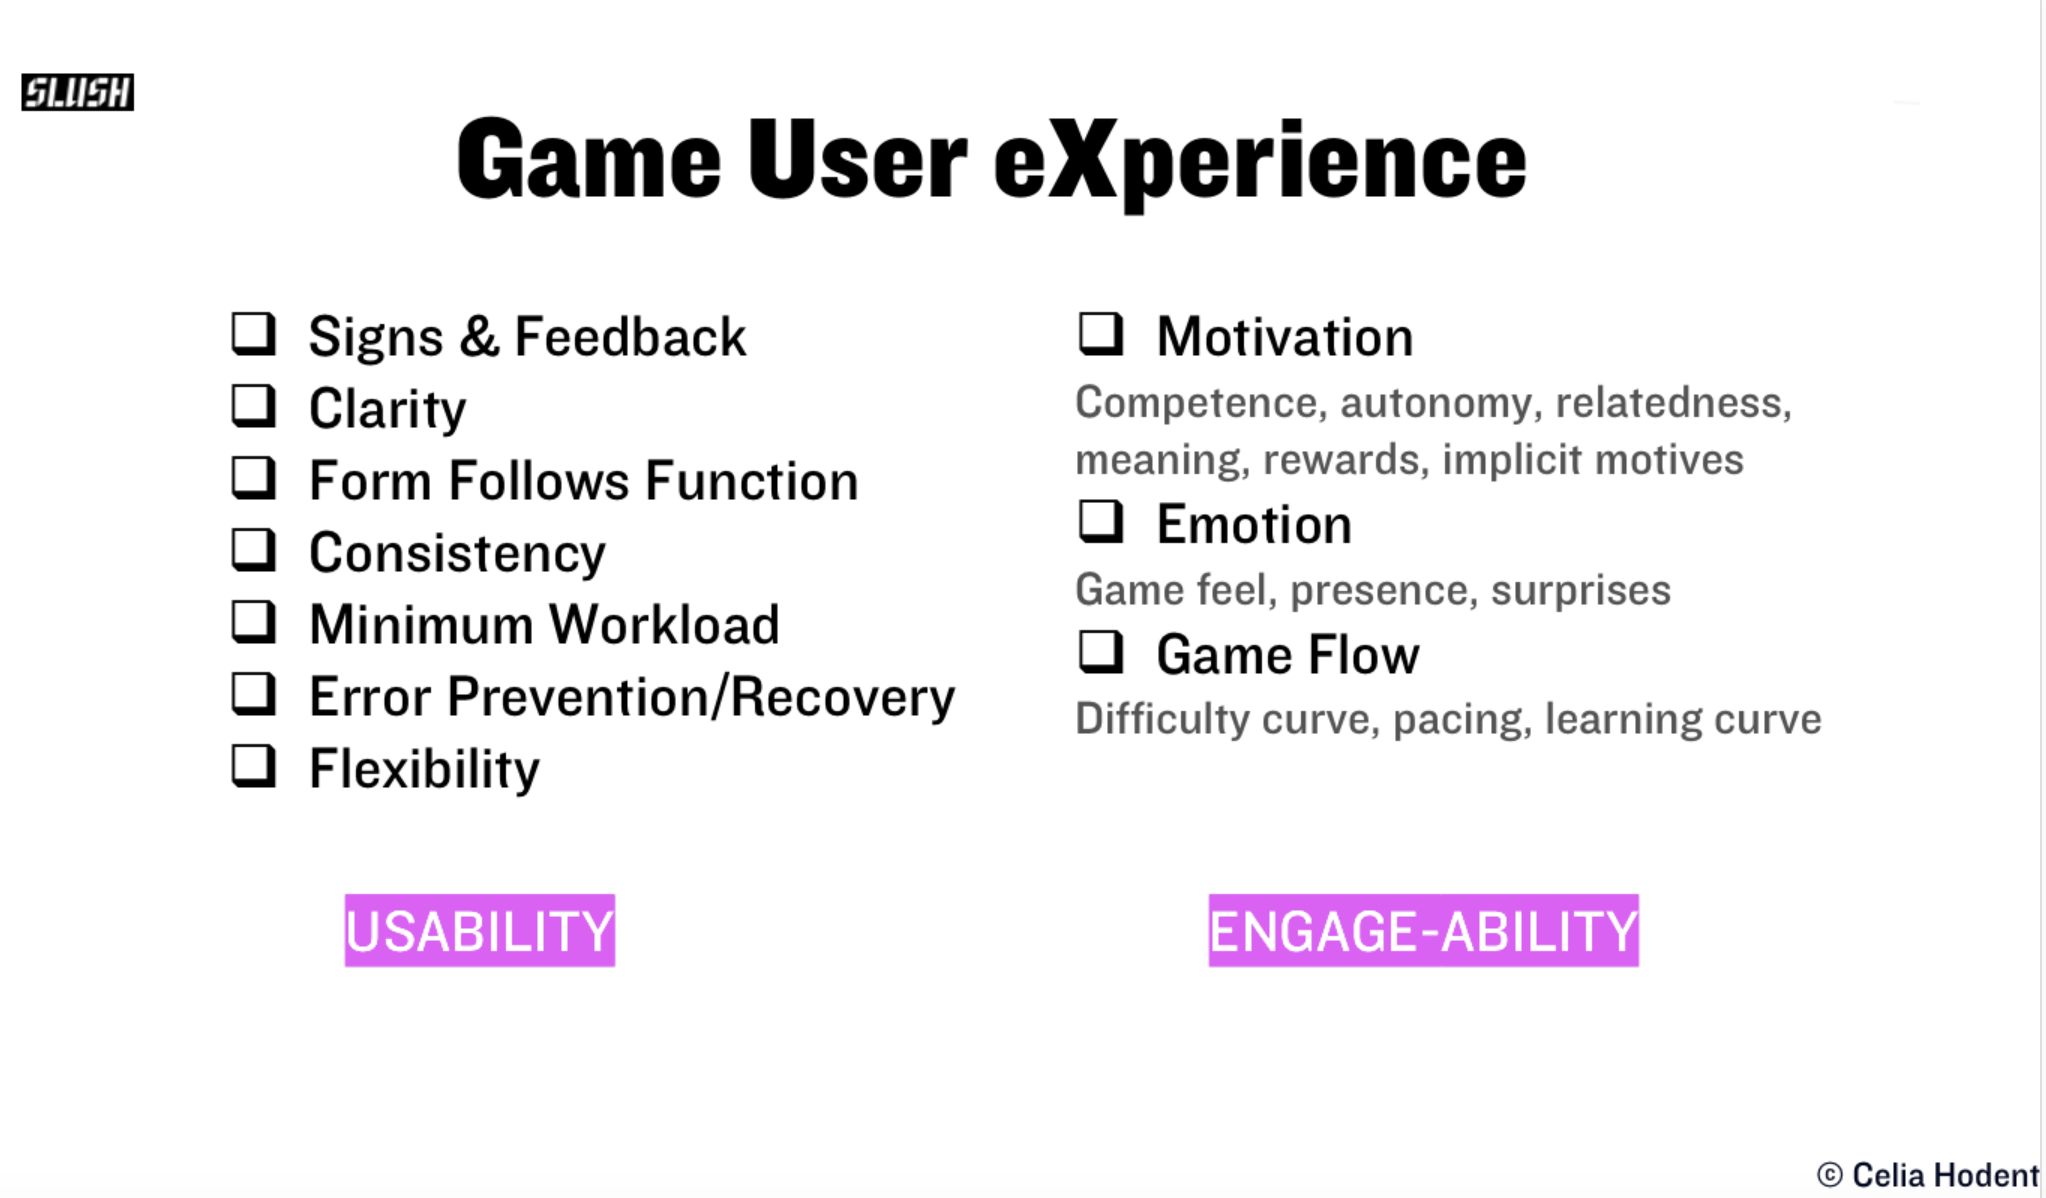 SLUSH
Game User eXperience
Signs & Feedback
Clarity
Form Follows Function
Consistency
Minimum Workload
Error Prevention/Recovery
Flexibility
USABILITY
Motivation
Competence, autonomy, relatedness,
meaning, rewards, implicit motives
Emotion
Game feel, presence, surprises
Game Flow
Difficulty curve, pacing, learning curve
ENGAGE-ABILITY
© Celia Hodent